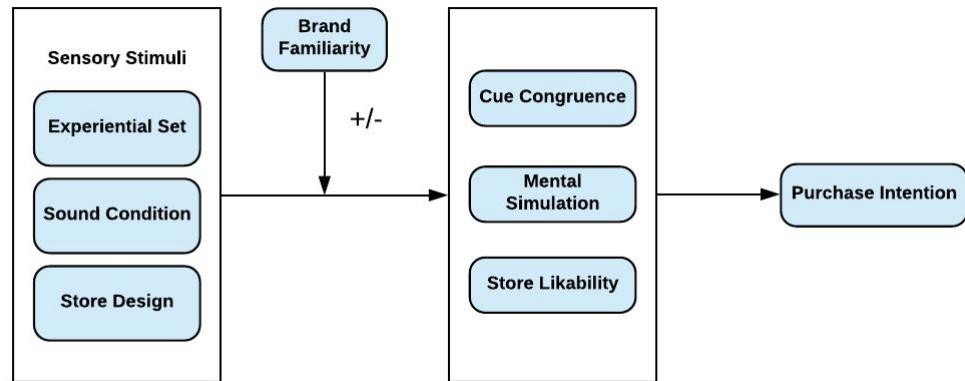 Sensory Stimuli
Experiential Set
Sound Condition
Store Design
Brand
Familiarity
+/-
Cue Congruence
Mental
Simulation
Store Likability
Purchase Intention